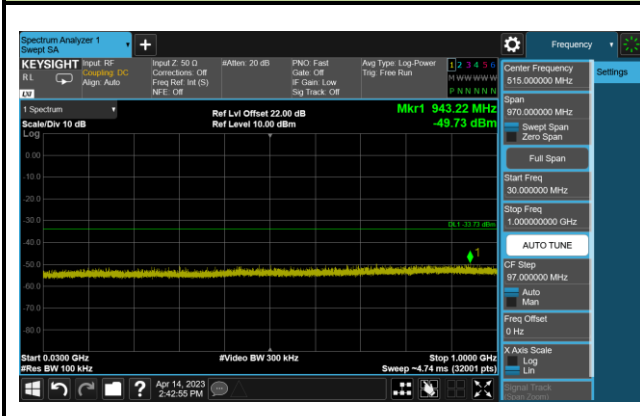 Spectrum Analyzer 1
Swept SA
+
Frequency
KEYSIGHT
RL
LXI
Input: RF
Coupling: DC
Align: Auto
Input Z: 50 Ω
Corrections: Off
Freq Ref: Int (S)
NFE: Off
#Atten: 20 dB
PNO: Fast
Gate: Off
IF Gain: Low
Sig Track: Off
Avg Type: Log-Power
Trig: Free Run
1 2 3 4 5 6
M W W W W W
P N N N N N
1 Spectrum
Scale/Div 10 dB
Log
Ref Lvl Offset 22.00 dB
Ref Level 10.00 dBm
Mkr1 943.22 MHz
-49.73 dBm
0.00
-10.0
-20.0
-30.0
-40.0
-50.0
-60.0
-70.0
-80.0
DL1 -33.73 dBm
1
Start 0.0300 GHz
#Res BW 100 kHz
#Video BW 300 kHz
Stop 1.0000 GHz
Sweep ~4.74 ms (32001 pts)
?
Apr 14, 2023
2:42:55 PM
Center Frequency
515.000000 MHz
Span
970.000000 MHz
Swept Span
Zero Span
Full Span
Start Freq
30.000000 MHz
Stop Freq
1.000000000 GHz
AUTO TUNE
CF Step
97.000000 MHz
Auto
Man
Freq Offset
0 Hz
X Axis Scale
Log
Lin
Signal Track
(Span Zoom)
Settings